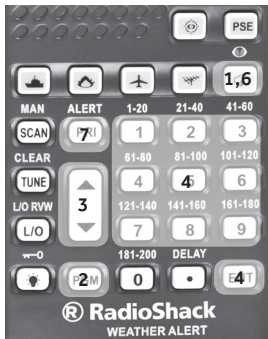 PSE
1,6
MAN ALERT 1-20 21-40 41-60
SCAN 7 1 2 3
CLEAR 61-80 81-100 101-120
TUNE 4 4 6
3
L/O RVW 121-140 141-160 161-180
L/O 7 8 9
181-200 DELAY
2 0 • 4
® RadioShack
WEATHER ALERT